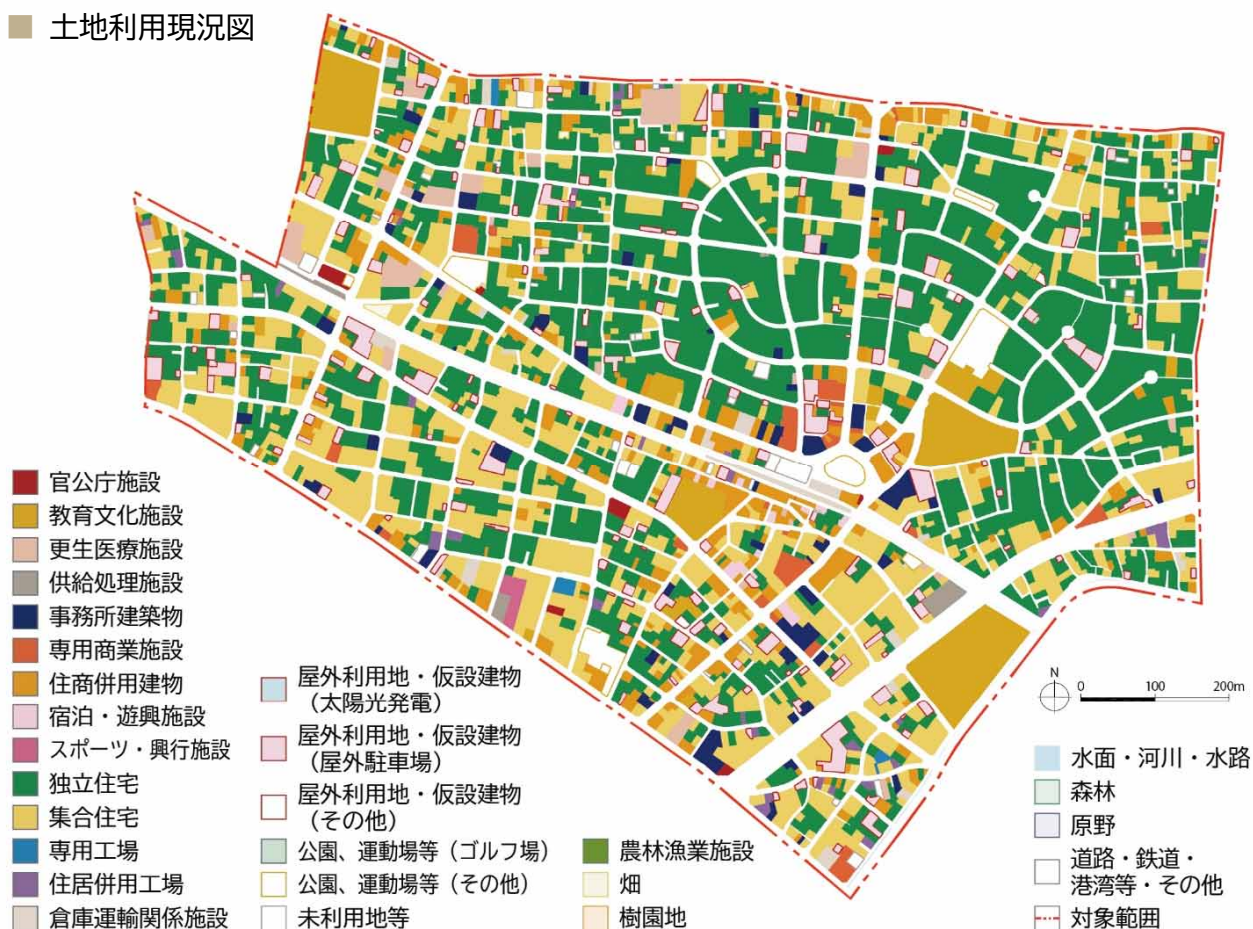 土地利用現況図
官公庁施設
教育文化施設
更生医療施設
供給処理施設
事務所建築物
専用商業施設
住商併用建物
宿泊・遊興施設
スポーツ・興行施設
独立住宅
集合住宅
専用工場
住居併用工場
倉庫運輸関係施設
屋外利用地・仮設建物
（太陽光発電）
屋外利用地・仮設建物
（屋外駐車場）
屋外利用地・仮設建物
（その他）
公園、運動場等（ゴルフ場）
公園、運動場等（その他）
未利用地等
農林漁業施設
畑
樹園地
N
0 100 200m
水面・河川・水路
森林
原野
道路・鉄道・
港湾等・その他
対象範囲